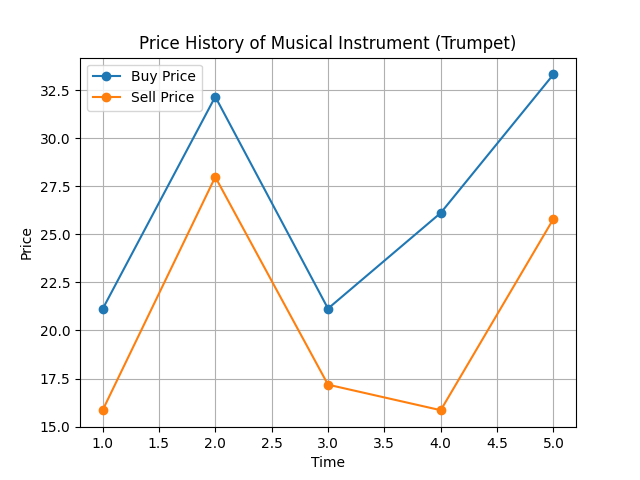 Price History of Musical Instrument (Trumpet)
Buy Price
Sell Price
32.5
30.0
27.5
25.0
22.5
20.0
17.5
15.0
Price
1.0 1.5 2.0 2.5 3.0 3.5 4.0 4.5 5.0
Time